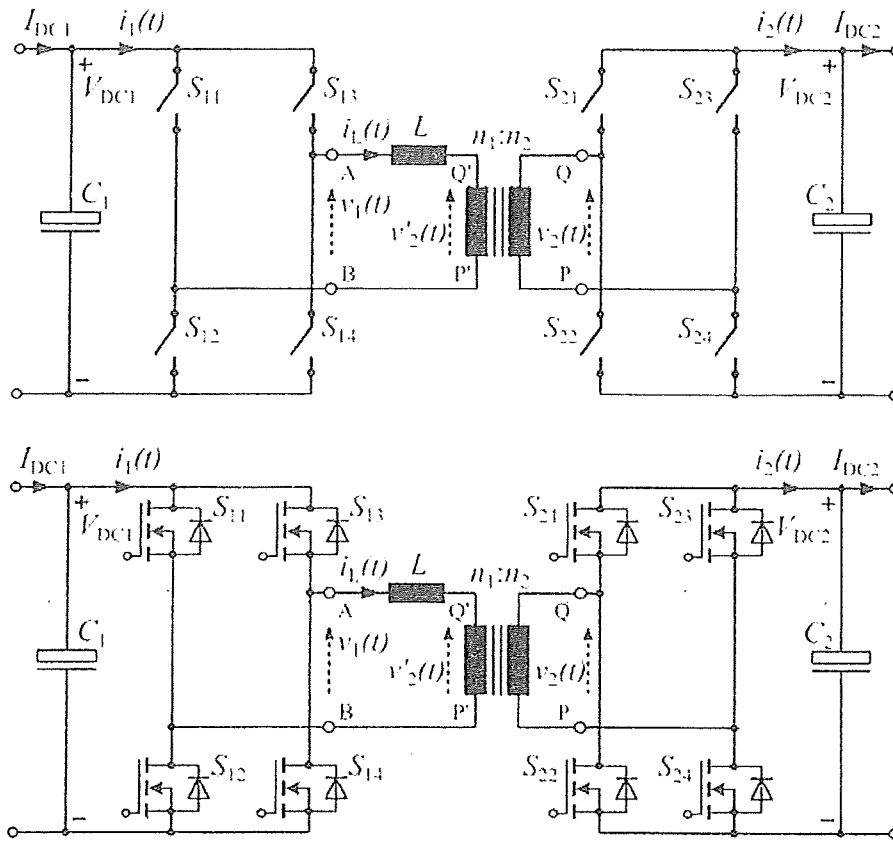 I_DC1 i_1(t) i_2(t) I_DC2
+ V_DC1 S_11 S_13 S_21 S_23 V_DC2 +
i_L(t) L n_1:n_2
A Q' Q
C_1 v_1(t) v'_2(t) v_2(t) C_2
B P' P
S_12 S_14 S_22 S_24
– –
I_DC1 i_1(t) i_2(t) I_DC2
+ S_11 S_13 S_21 S_23 +
V_DC1 V_DC2
i_L(t) L n_1:n_2
A Q' Q
C_1 v_1(t) v'_2(t) v_2(t) C_2
B P' P
S_12 S_14 S_22 S_24
– –